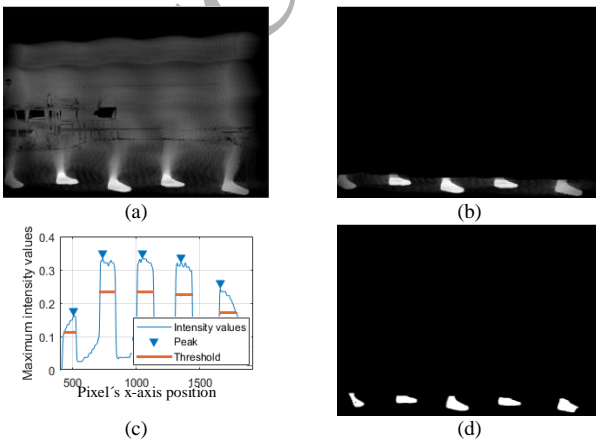 (a)
(b)
0.4
0.3
0.2
0.1
0
Maximum intensity values
Intensity values
Peak
Threshold
500
1000
1500
Pixel´s x-axis position
(c)
(d)